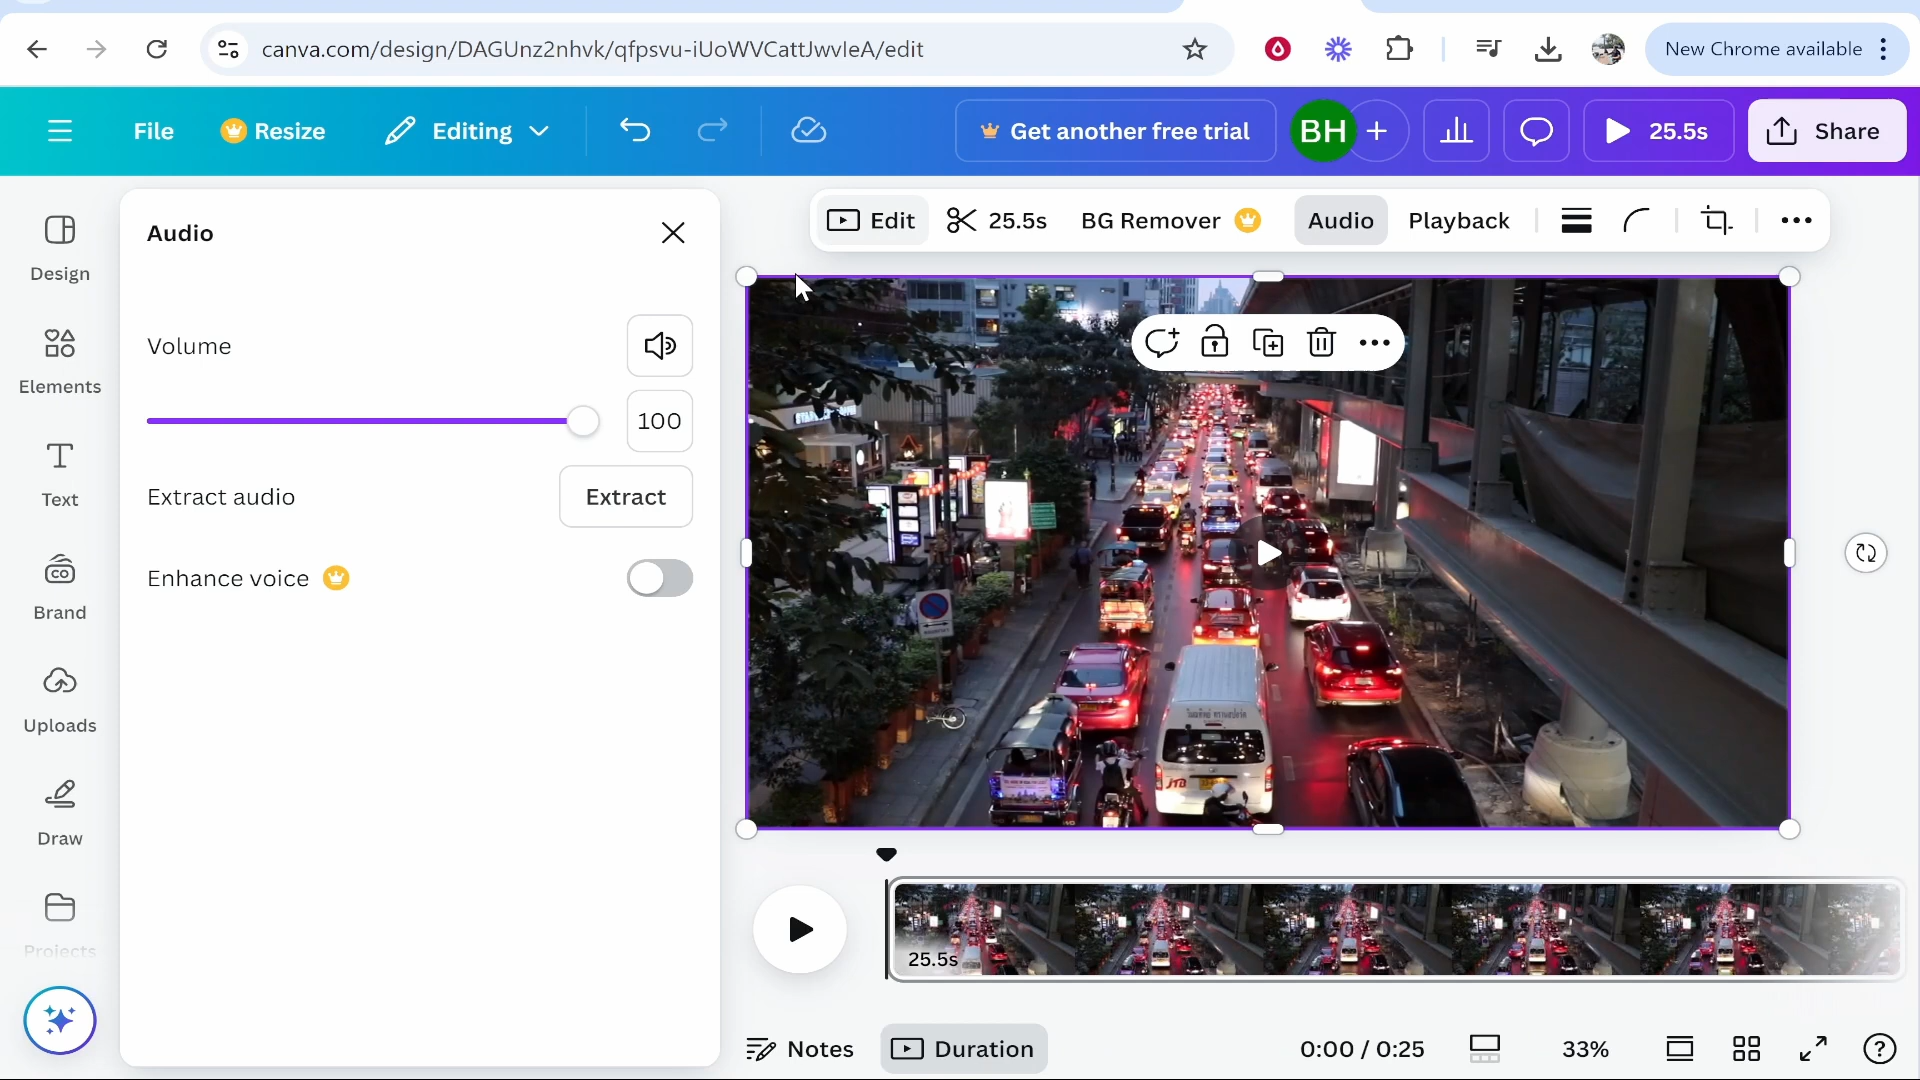 canva.com/design/DAGUnz2nhvk/qfpsvu-iUoWVCattJwvIeA/edit
New Chrome available
File
Resize
Editing
Get another free trial
BH
25.5s
Share
Design
Elements
Text
Brand
Uploads
Draw
Projects
Audio
Volume
100
Extract audio
Extract
Enhance voice
Edit
25.5s
BG Remover
Audio
Playback
JTB
25.5s
Notes
Duration
0:00 / 0:25
33%